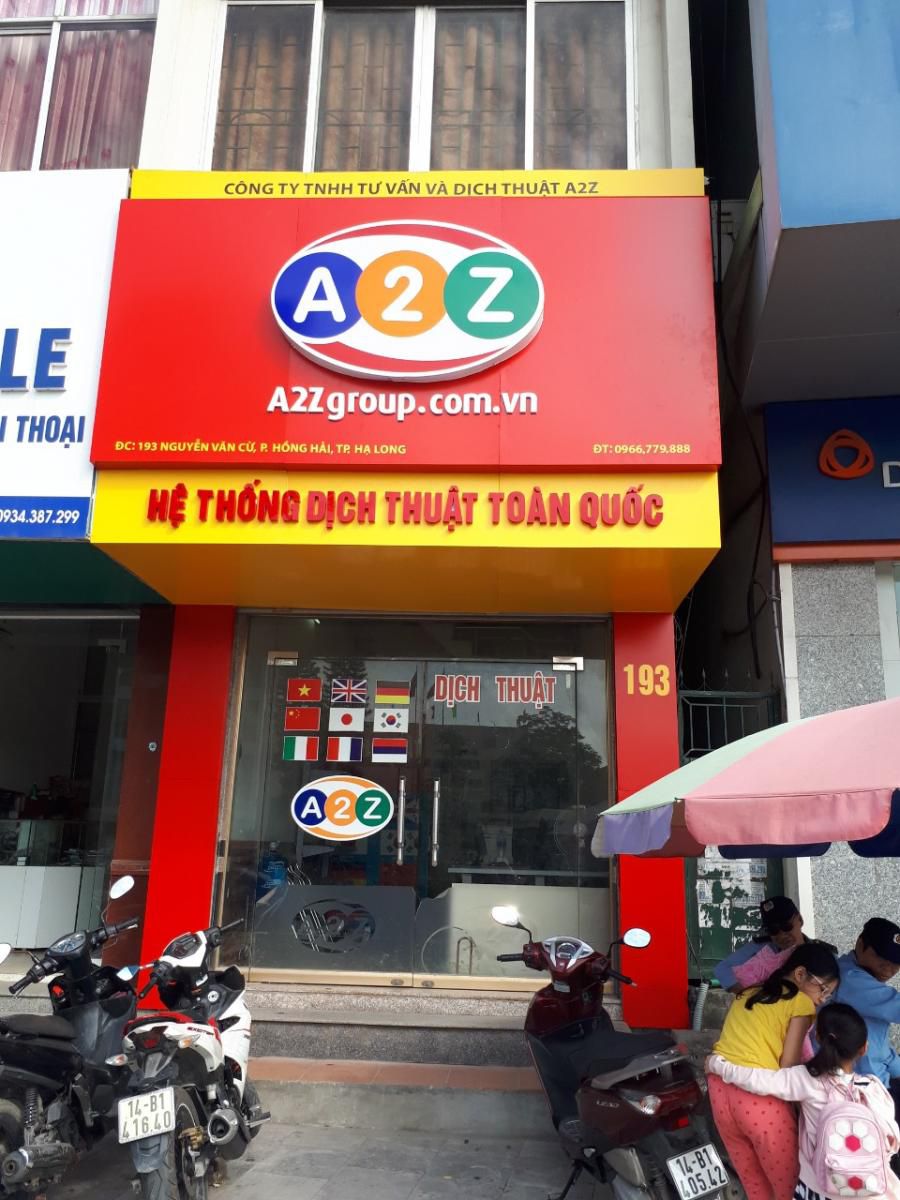 CÔNG TY TNHH TƯ VẤN VÀ DỊCH THUẬT A2Z
A2Z
A2Zgroup.com.vn
ĐC: 193 NGUYỄN VĂN CỪ, P. HỒNG HẢI, TP. HẠ LONG
ĐT: 0966.779.888
HỆ THỐNG DỊCH THUẬT TOÀN QUỐC
LE
THOẠI
0934.387.299
D
DỊCH THUẬT
193
A2Z
A2Z
14-B1
416.40
14-B1
405.42
LEAD